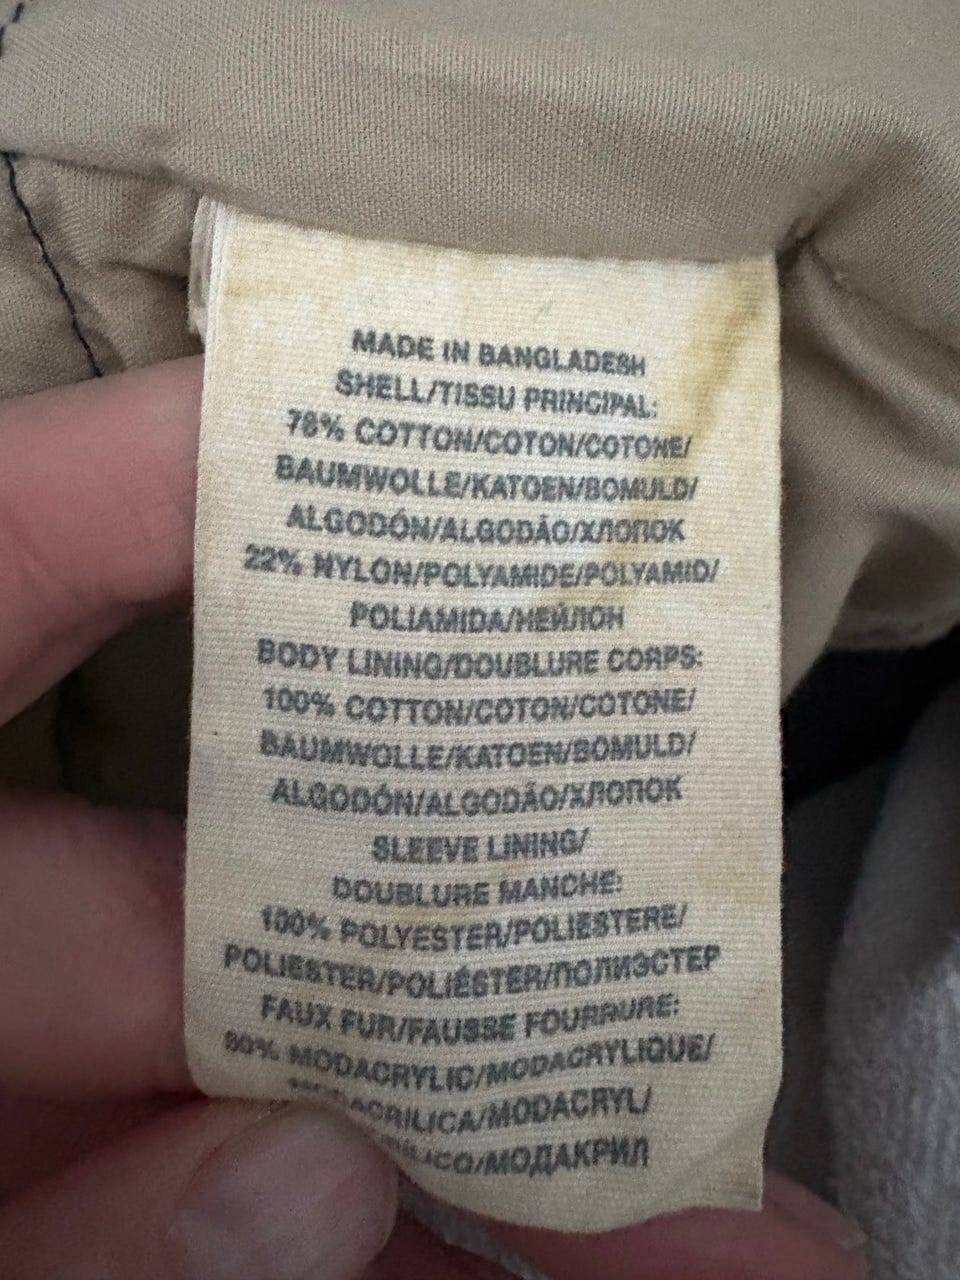 MADE IN BANGLADESH
SHELL/TISSU PRINCIPAL:
78% COTTON/COTON/COTONE/
BAUMWOLLE/KATOEN/BOMULD/
ALGODÓN/ALGODÃO/ХЛОПОК
22% NYLON/POLYAMIDE/POLYAMID/
POLIAMIDA/НЕЙЛОН
BODY LINING/DOUBLURE CORPS:
100% COTTON/COTON/COTONE/
BAUMWOLLE/KATOEN/BOMULD/
ALGODÓN/ALGODÃO/ХЛОПОК
SLEEVE LINING/
DOUBLURE MANCHE:
100% POLYESTER/POLIESTERE/
POLIESTER/POLIÉSTER/ПОЛИЭСТЕР
FAUX FUR/FAUSSE FOURRURE:
MODACRYLIC/MODACRYLIQUE/
MODACRYL/
МОДАКРИЛ